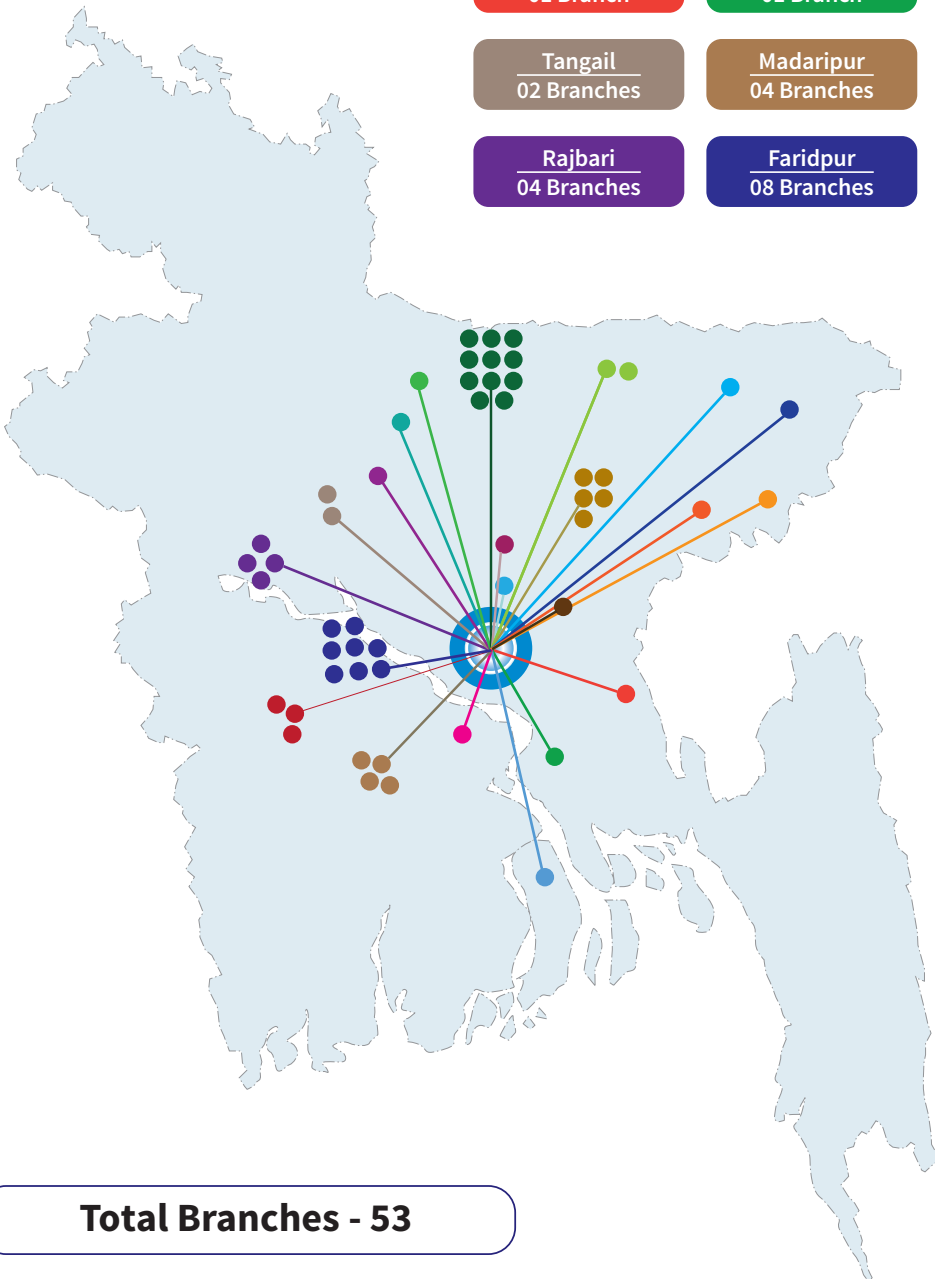 Tangail
02 Branches
Madaripur
04 Branches
Rajbari
04 Branches
Faridpur
08 Branches
Total Branches - 53